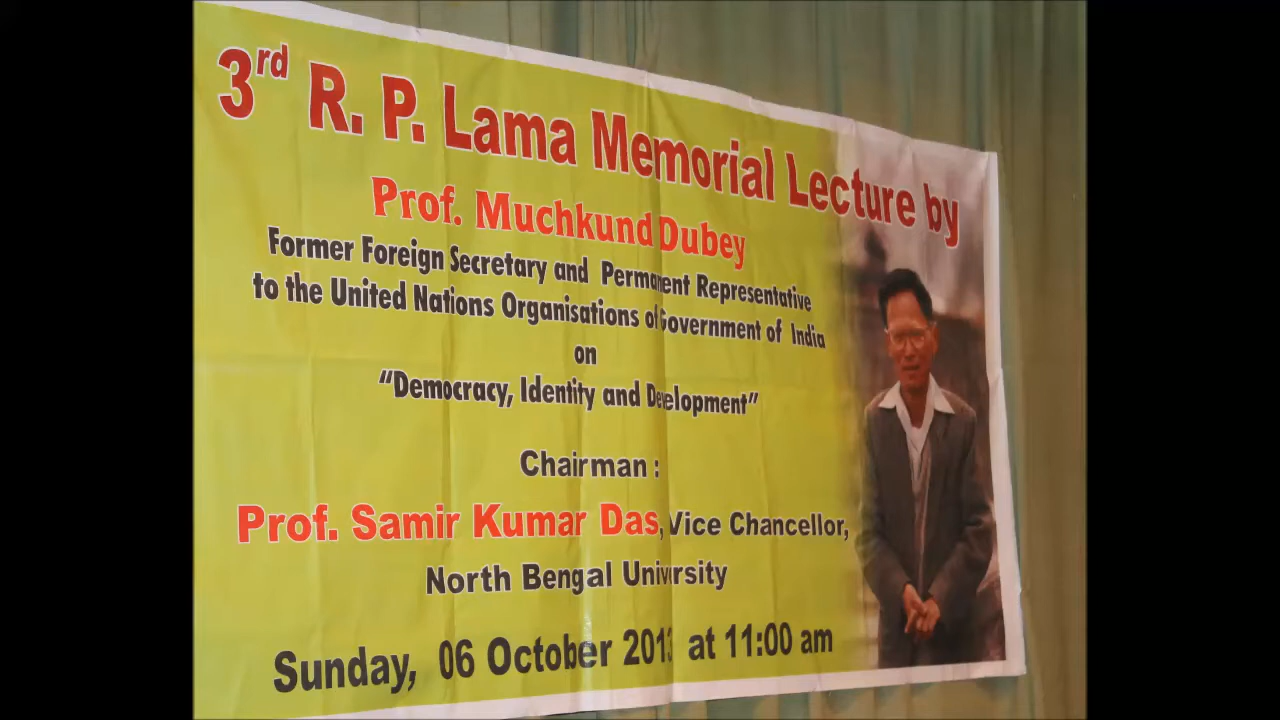 3rd R. P. Lama Memorial Lecture by
Prof. Muchkund Dubey
Former Foreign Secretary and Permanent Representative
to the United Nations Organisations of Government of India
on
“Democracy, Identity and Development”
Chairman :
Prof. Samir Kumar Das, Vice Chancellor,
North Bengal University
Sunday, 06 October 2013 at 11:00 am